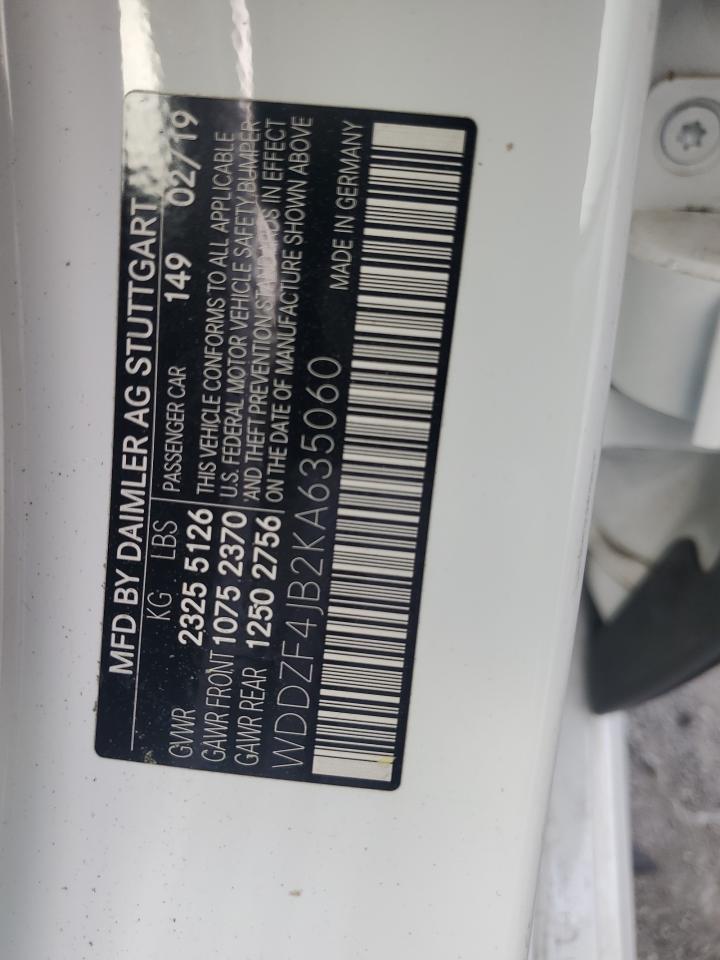 MFD BY DAIMLER AG STUTTGART
KG LBS PASSENGER CAR 149 02/19
GVWR 2325 5126 THIS VEHICLE CONFORMS TO ALL APPLICABLE
GAWR FRONT 1075 2370 U.S. FEDERAL MOTOR VEHICLE SAFETY BUMPER
GAWR REAR 1250 2756 AND THEFT PREVENTION STANDARDS IN EFFECT
ON THE DATE OF MANUFACTURE SHOWN ABOVE
WDDZF4JB2KA635060 MADE IN GERMANY